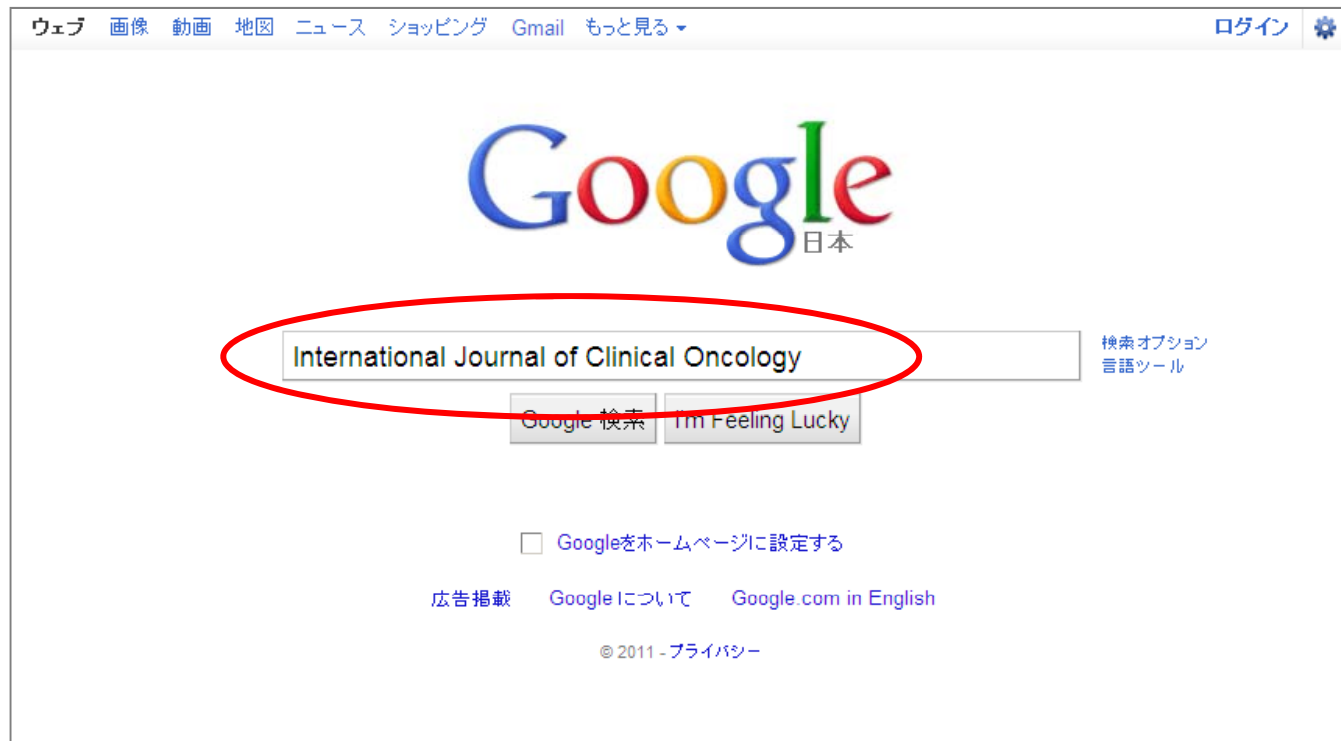 ウェブ 画像 動画 地図 ニュース ショッピング Gmail もっと見る ログイン
Google
日本
International Journal of Clinical Oncology
検索オプション
言語ツール
Google 検索 I'm Feeling Lucky
Googleをホームページに設定する
広告掲載 Google について Google.com in English
© 2011 - プライバシー